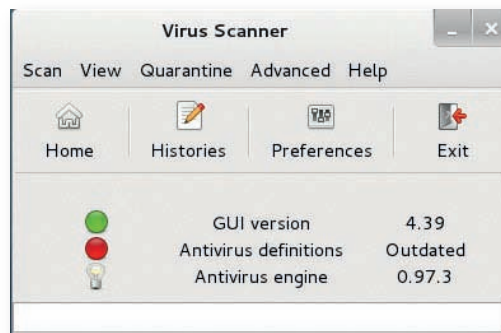 Virus Scanner
Scan View Quarantine Advanced Help
Home Histories Preferences Exit
GUI version 4.39
Antivirus definitions Outdated
Antivirus engine 0.97.3